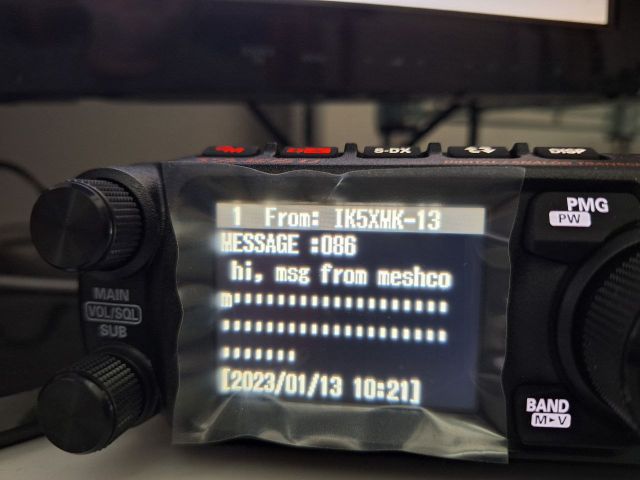 S-DX
DISP
PMG
PW
1 From: IK5XMK-13
MESSAGE :086
hi, msg from meshco
m
[2023/01/13 10:21]
MAIN
VOL/SQL
SUB
BAND
M►V